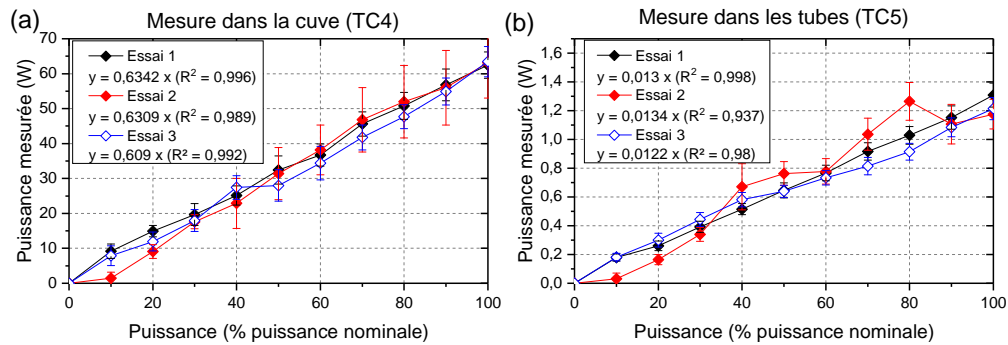 (a)
Mesure dans la cuve (TC4)
70
60
50
40
30
20
10
0
Puissance mesurée (W)
Essai 1
y = 0,6342 x (R² = 0,996)
Essai 2
y = 0,6309 x (R² = 0,989)
Essai 3
y = 0,609 x (R² = 0,992)
0 20 40 60 80 100
Puissance (% puissance nominale)
(b)
Mesure dans les tubes (TC5)
1,6
1,4
1,2
1,0
0,8
0,6
0,4
0,2
0,0
Puissance mesurée (W)
Essai 1
y = 0,013 x (R² = 0,998)
Essai 2
y = 0,0134 x (R² = 0,937)
Essai 3
y = 0,0122 x (R² = 0,98)
0 20 40 60 80 100
Puissance (% puissance nominale)